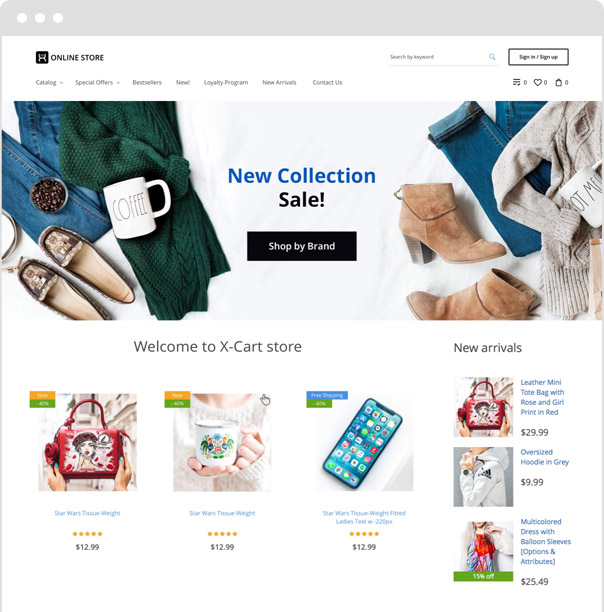 ONLINE STORE
Search by keyword
Sign in / Sign up
Catalog
Special Offers
Bestsellers
New!
Loyalty Program
New Arrivals
Contact Us
0
0
0
COFFEE
New Collection
Sale!
Shop by Brand
Welcome to X-Cart store
New
- 40%
Star Wars Tissue-Weight
$12.99
New
- 40%
Star Wars Tissue-Weight
$12.99
Free Shipping
- 40%
Star Wars Tissue-Weight Fitted
Ladies Teel w -220px
$12.99
New arrivals
Leather Mini
Tote Bag with
Rose and Girl
Print in Red
$29.99
Oversized
Hoodie in Grey
$9.99
Multicolored
Dress with
Balloon Sleeves
[Options &
Attributes]
15% off
$25.49